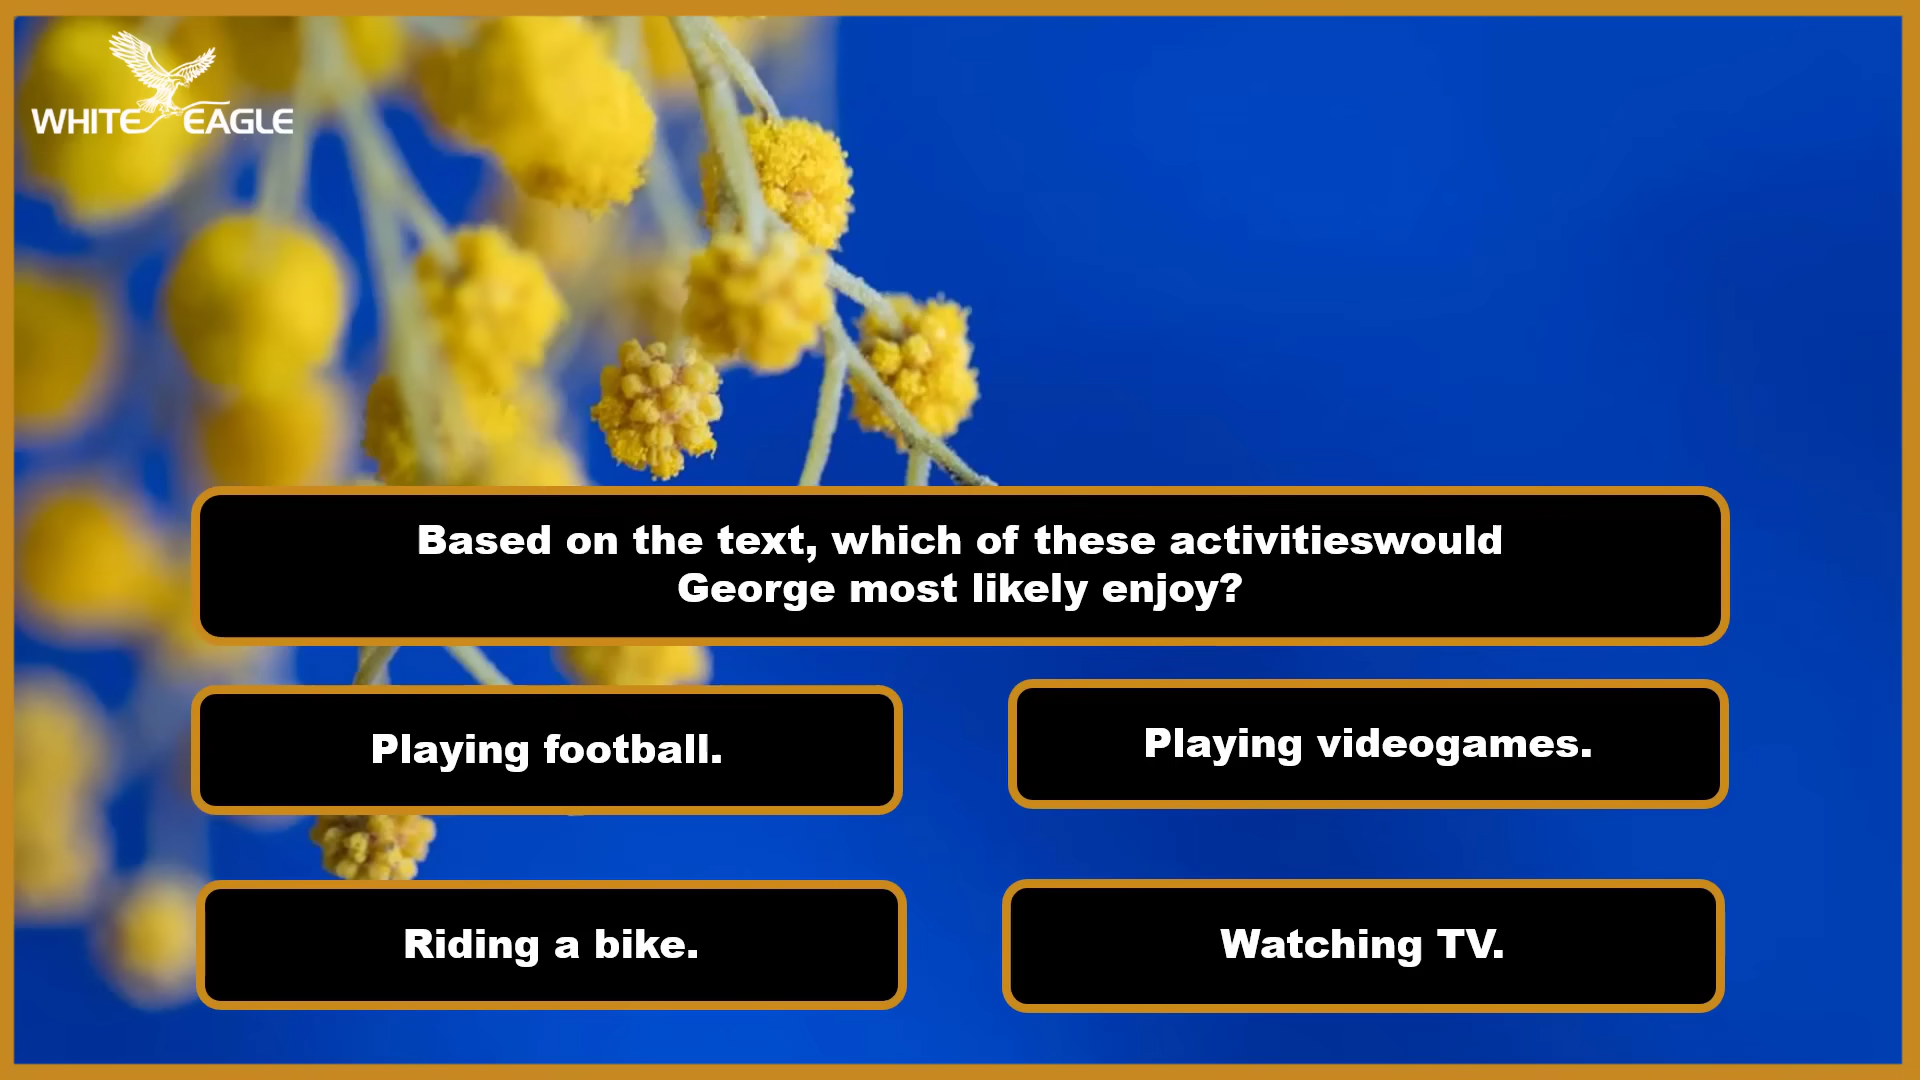 WHITE EAGLE
Based on the text, which of these activitieswould
George most likely enjoy?
Playing football.
Playing videogames.
Riding a bike.
Watching TV.